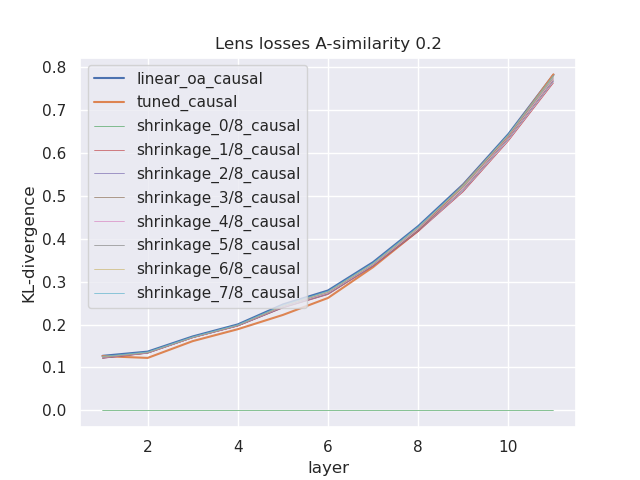 Lens losses A-similarity 0.2
0.8
0.7
0.6
0.5
0.4
0.3
0.2
0.1
0.0
KL-divergence
linear_oa_causal
tuned_causal
shrinkage_0/8_causal
shrinkage_1/8_causal
shrinkage_2/8_causal
shrinkage_3/8_causal
shrinkage_4/8_causal
shrinkage_5/8_causal
shrinkage_6/8_causal
shrinkage_7/8_causal
2 4 6 8 10
layer